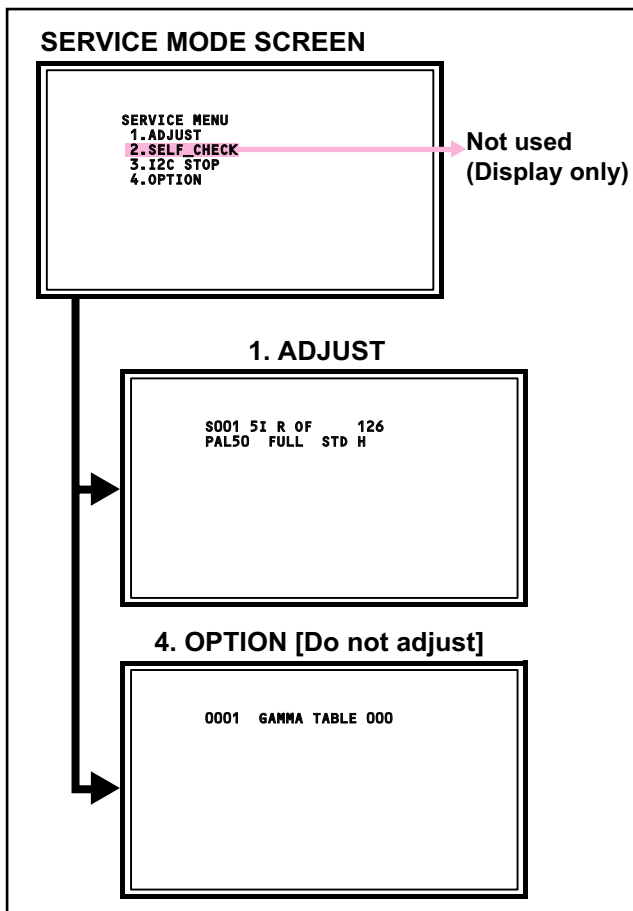 SERVICE MODE SCREEN
SERVICE MENU
1.ADJUST
2.SELF_CHECK
3.I2C STOP
4.OPTION
Not used
(Display only)
1. ADJUST
S001 5I R OF 126
PAL50 FULL STD H
4. OPTION [Do not adjust]
0001 GAMMA TABLE 000